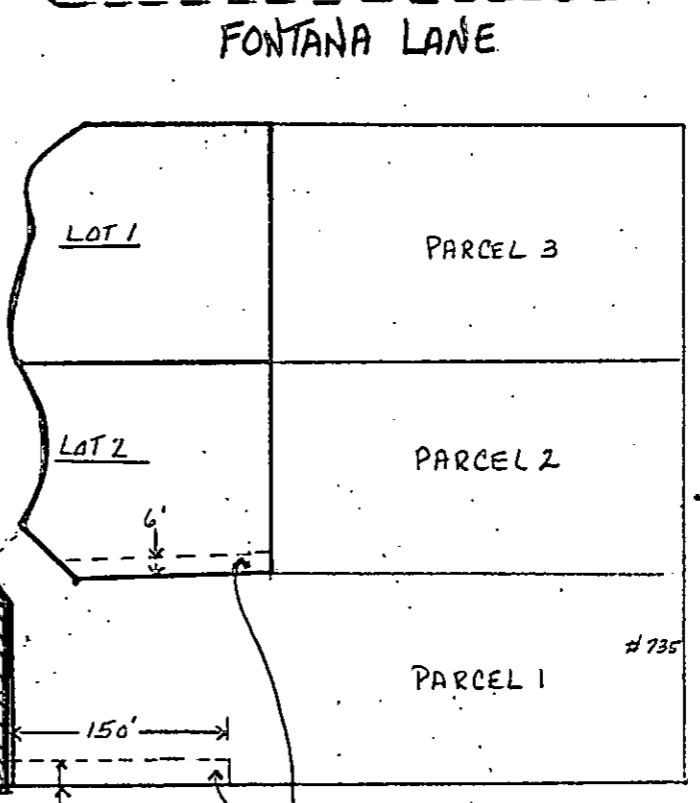 FONTANA LANE
LOT 1
PARCEL 3
LOT 2
PARCEL 2
6'
#735
PARCEL 1
150'